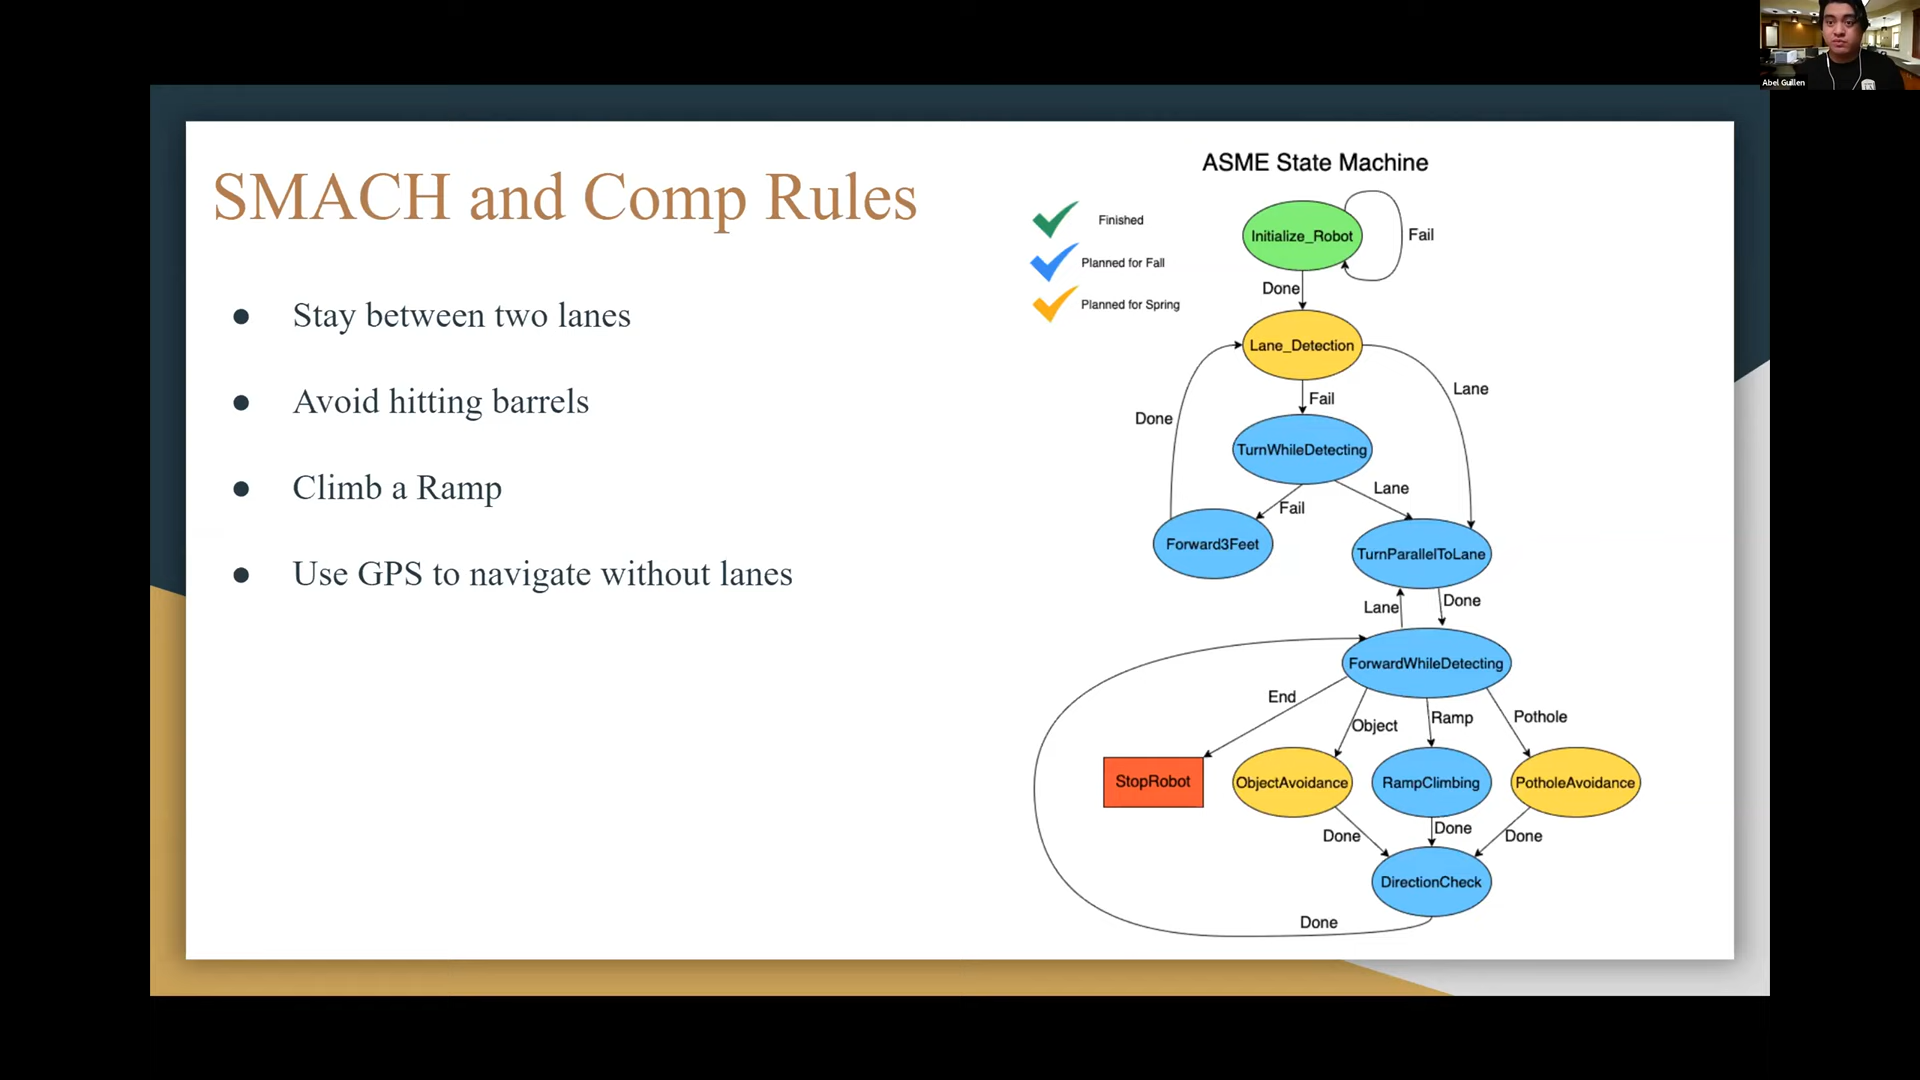 Abel Guillen
SMACH and Comp Rules
● Stay between two lanes
● Avoid hitting barrels
● Climb a Ramp
● Use GPS to navigate without lanes
ASME State Machine
Finished
Planned for Fall
Planned for Spring
Initialize_Robot
Fail
Done
Lane_Detection
Lane
Fail
Done
TurnWhileDetecting
Lane
Fail
Forward3Feet
TurnParallelToLane
Lane
Done
ForwardWhileDetecting
End
Object
Ramp
Pothole
StopRobot
ObjectAvoidance
RampClimbing
PotholeAvoidance
Done
Done
Done
DirectionCheck
Done